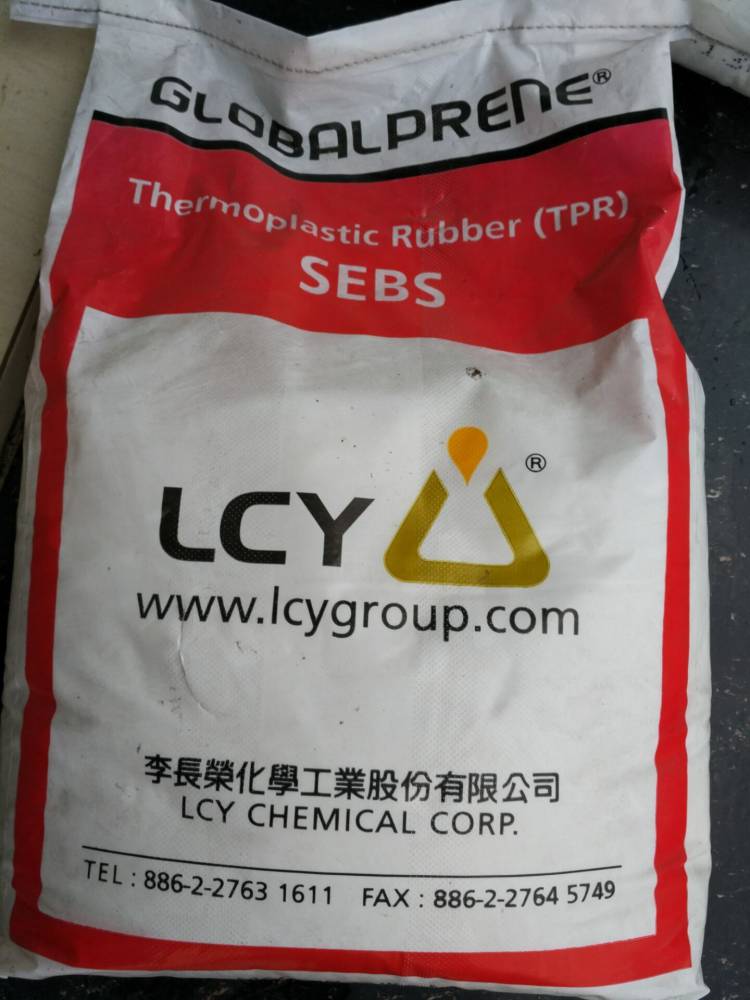 GLOBALPRENE®
Thermoplastic Rubber (TPR)
SEBS
LCY ®
www.lcygroup.com
李長榮化學工業股份有限公司
LCY CHEMICAL CORP.
TEL : 886-2-2763 1611 FAX : 886-2-2764 5749